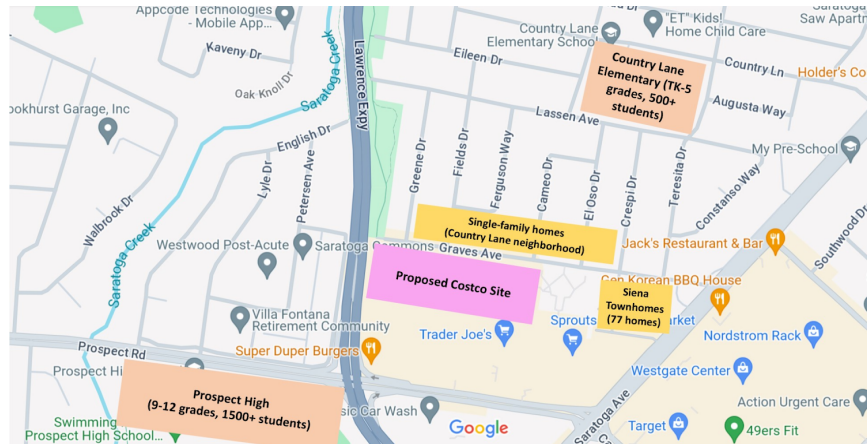 Appcode Technologies
- Mobile App...
Kaveny Dr
Oak Knoll Dr
Saratoga Creek
Lawrence Expy
Country Lane
Elementary School
"ET" Kids!
Home Child Care
Saratoga
Saw Apartm
Eileen Dr
Country Lane
Elementary (TK-5
grades, 500+
students)
Country Ln
Holder's Co
ookhurst Garage, Inc
English Dr
Lassen Ave
Augusta Way
My Pre-School
Walbrook Dr
Lyle Dr
Petersen Ave
Greene Dr
Fields Dr
Ferguson Way
Cameo Dr
El Oso Dr
Crespi Dr
Teresita Dr
Constanso Way
Southwood Dr
Saratoga Creek
Westwood Post-Acute
Saratoga Commons
Graves Ave
Single-family homes
(Country Lane neighborhood)
Jack's Restaurant & Bar
Proposed Costco Site
Gen Korean BBQ House
Siena
Townhomes
(77 homes)
Villa Fontana
Retirement Community
Trader Joe's
Sprouts
rket
Nordstrom Rack
Prospect Rd
Super Duper Burgers
Westgate Center
Saratoga Ave
Prospect Hi
Prospect High
(9-12 grades, 1500+ students)
sic Car Wash
Action Urgent Care
Swimming
Prospect High School...
Google
Target
49ers Fit